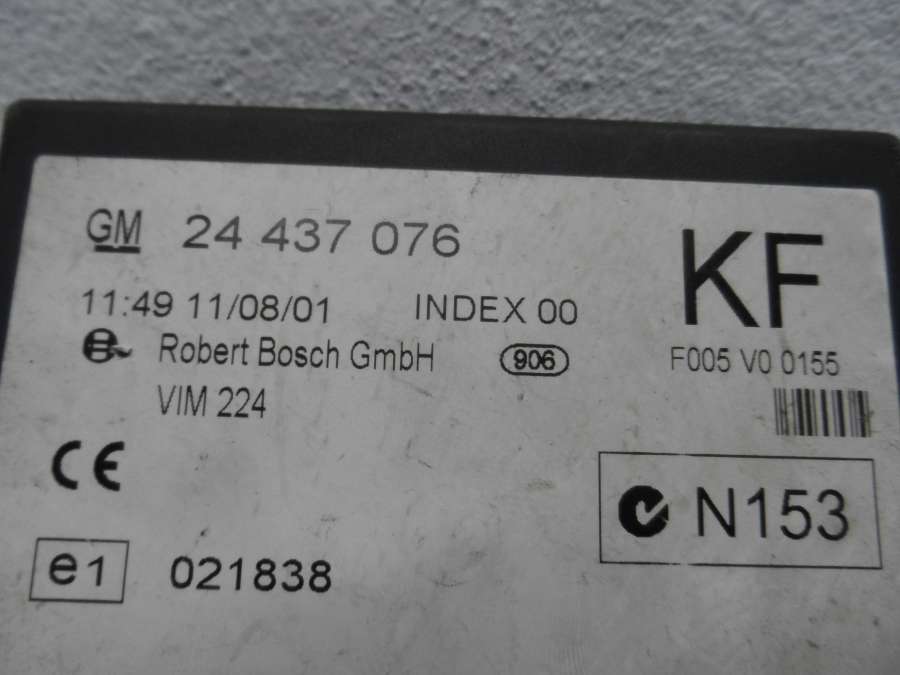 GM 24 437 076
KF
11:49 11/08/01 INDEX 00
Robert Bosch GmbH 906 F005 V0 0155
VIM 224
CE
N153
e1 021838